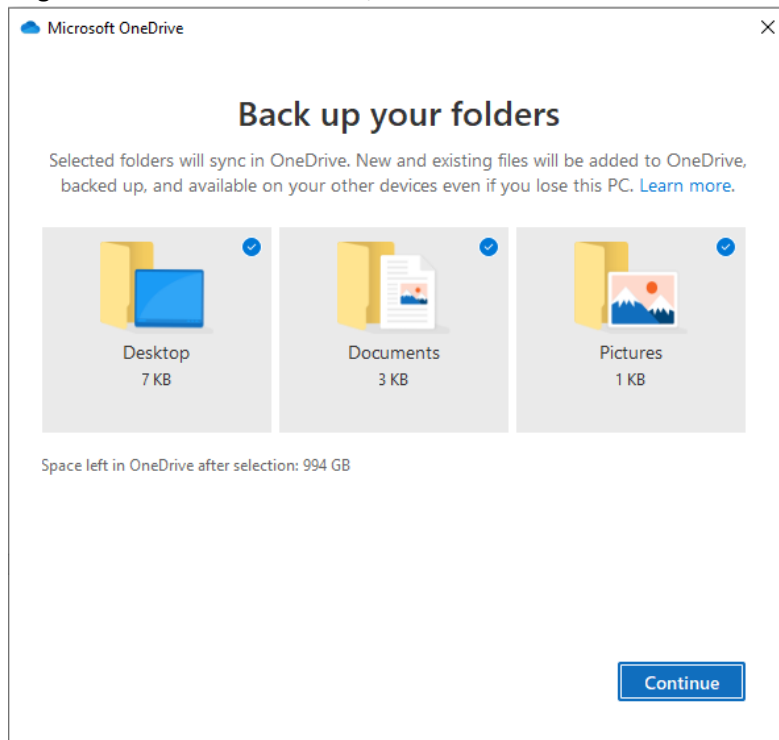 Microsoft OneDrive
Back up your folders
Selected folders will sync in OneDrive. New and existing files will be added to OneDrive,
backed up, and available on your other devices even if you lose this PC. Learn more.
Desktop
7 KB
Documents
3 KB
Pictures
1 KB
Space left in OneDrive after selection: 994 GB
Continue